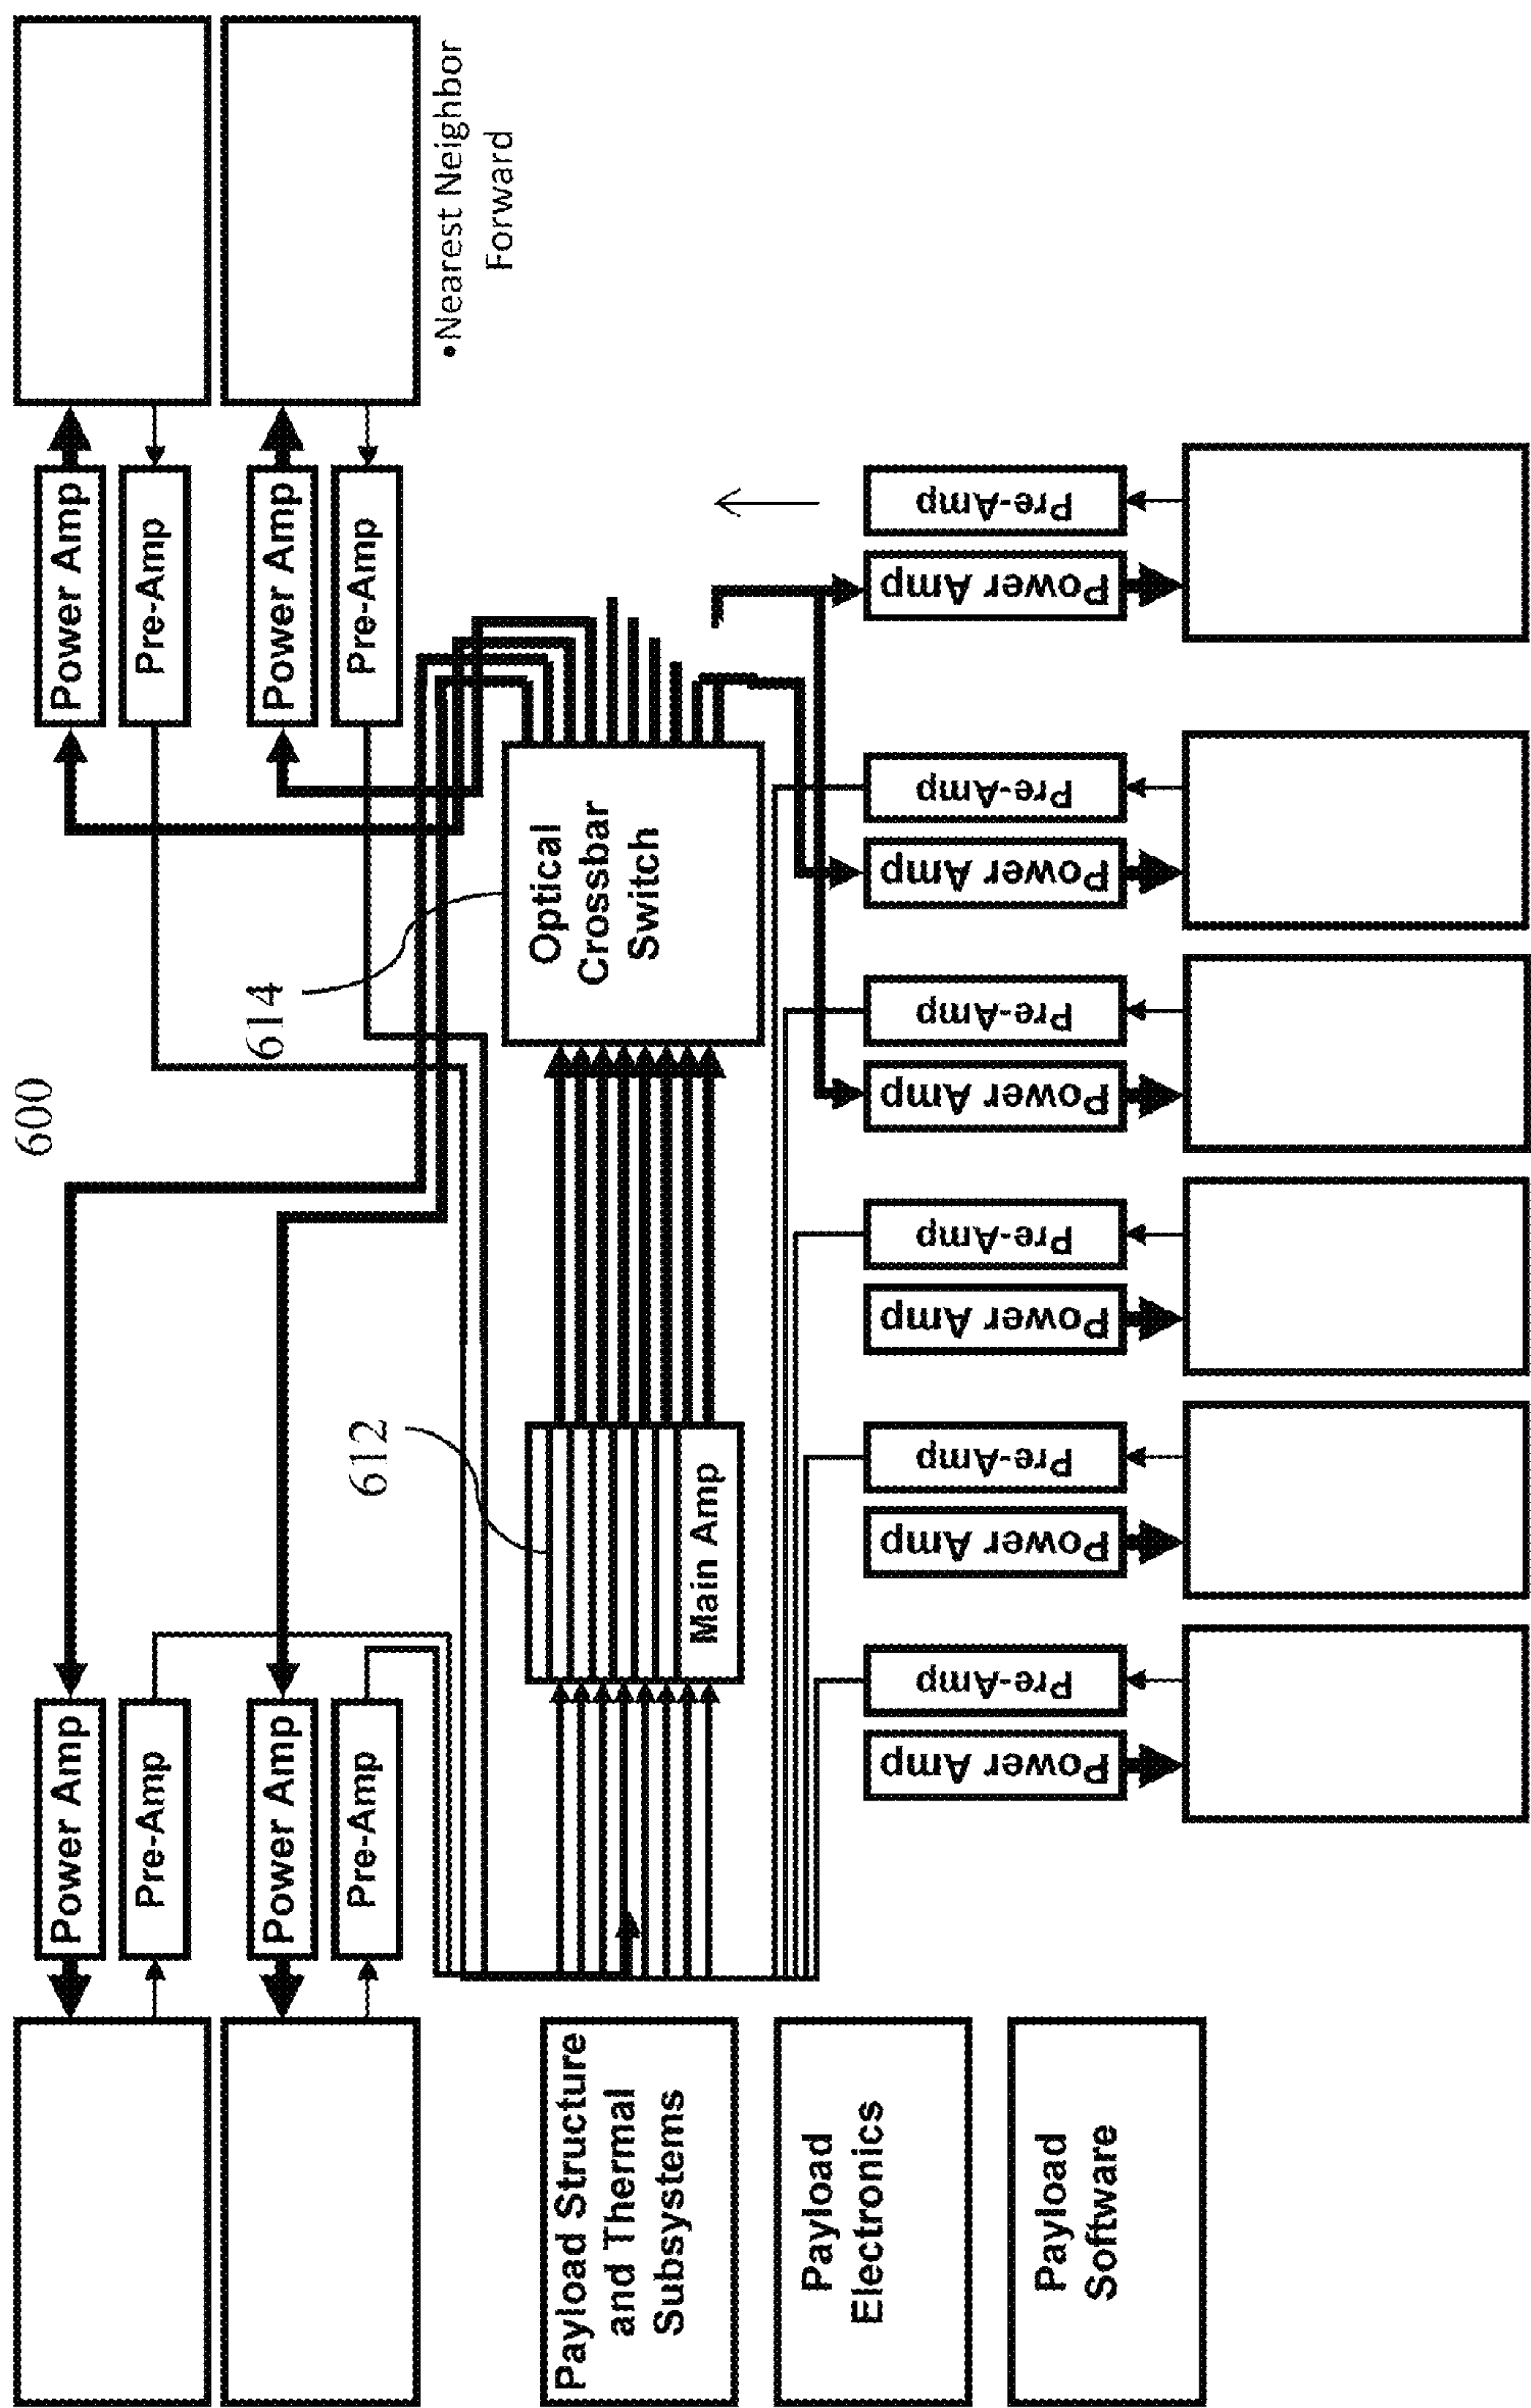 600
Power Amp
Pre-Amp
Power Amp
Pre-Amp
Power Amp
Pre-Amp
Power Amp
Pre-Amp
•Nearest Neighbor
Forward
612
614
Main Amp
Optical
Crossbar
Switch
Payload Structure
and Thermal
Subsystems
Payload
Electronics
Payload
Software
Power Amp
Pre-Amp
Power Amp
Pre-Amp
Power Amp
Pre-Amp
Power Amp
Pre-Amp
Power Amp
Pre-Amp
Power Amp
Pre-Amp